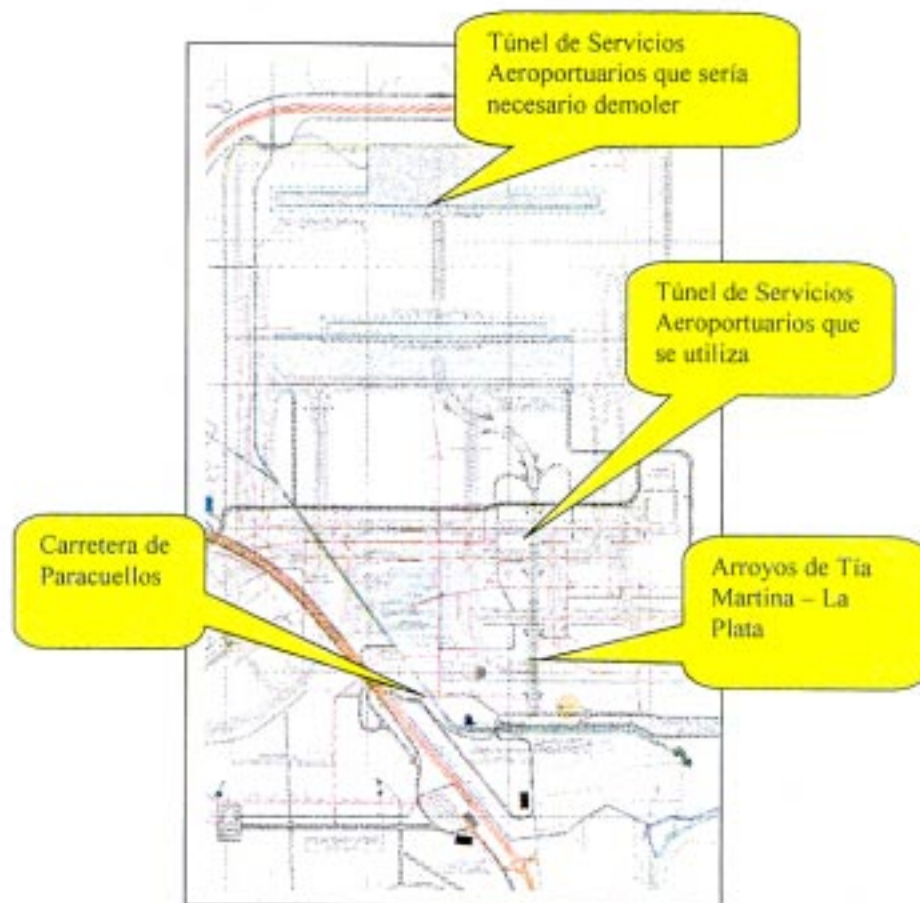 Túnel de Servicios
Aeroportuarios que sería
necesario demoler
Túnel de Servicios
Aeroportuarios que
se utiliza
Carretera de
Paracuellos
Arroyos de Tía
Martina – La
Plata